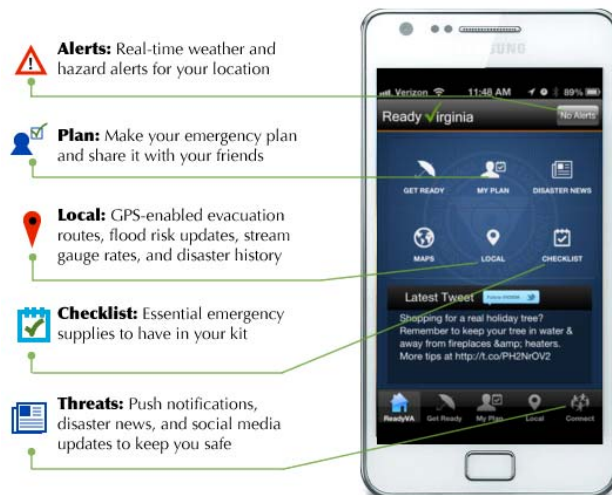 Alerts: Real-time weather and
hazard alerts for your location
Plan: Make your emergency plan
and share it with your friends
Local: GPS-enabled evacuation
routes, flood risk updates, stream
gauge rates, and disaster history
Checklist: Essential emergency
supplies to have in your kit
Threats: Push notifications,
disaster news, and social media
updates to keep you safe
SAMSUNG
Verizon 11:48 AM 89%
Ready Virginia
No Alerts
GET READY MY PLAN DISASTER NEWS
MAPS LOCAL CHECKLIST
Latest Tweet
Shopping for a real holiday tree?
Remember to keep your tree in water &
away from fireplaces &amp; heaters.
More tips at http://t.co/PH2NrOV2
ReadyVA Get Ready My Plan Local Connect